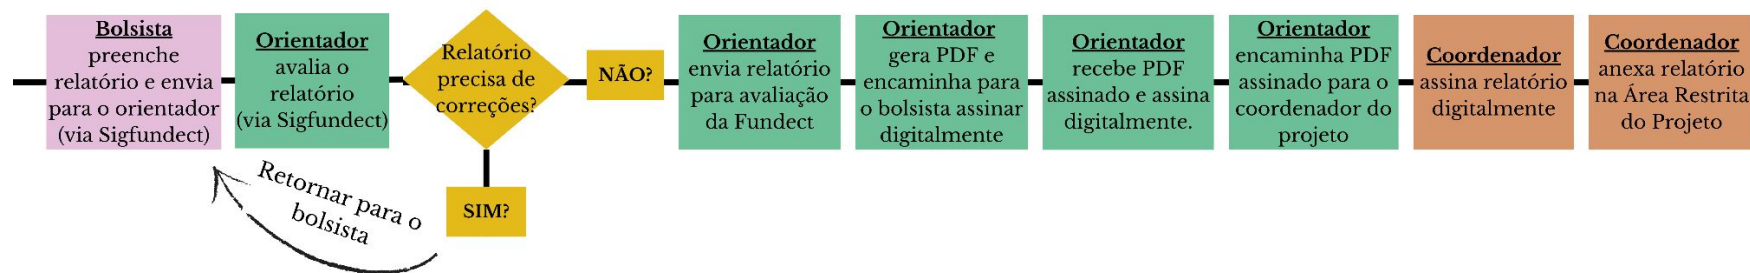 Bolsista
preenche
relatório e envia
para o orientador
(via Sigfundect)
Orientador
avalia o
relatório
(via Sigfundect)
Relatório
precisa de
correções?
SIM?
Retornar para o
bolsista
NÃO?
Orientador
envia relatório
para avaliação
da Fundect
Orientador
gera PDF e
encaminha para
o bolsista assinar
digitalmente
Orientador
recebe PDF
assinado e assina
digitalmente.
Orientador
encaminha PDF
assinado para o
coordenador do
projeto
Coordenador
assina relatório
digitalmente
Coordenador
anexa relatório
na Área Restrita
do Projeto